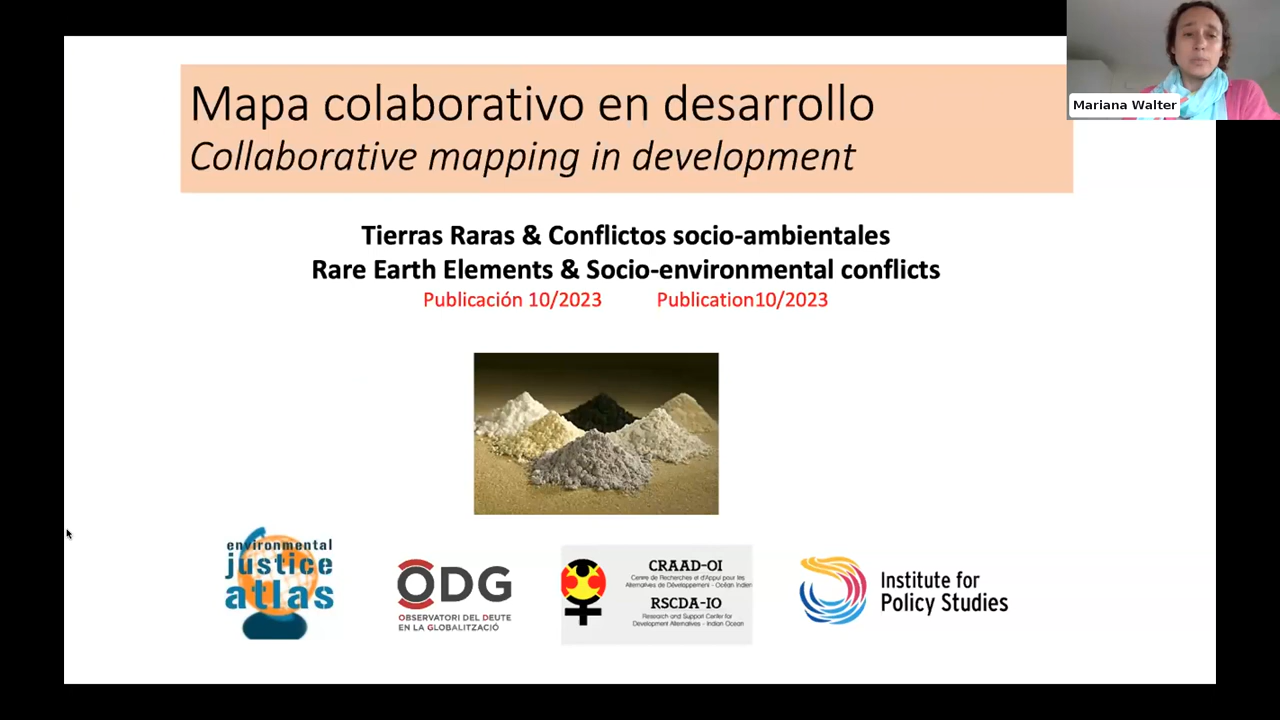 Mapa colaborativo en desarrollo
Collaborative mapping in development
Mariana Walter
Tierras Raras & Conflictos socio-ambientales
Rare Earth Elements & Socio-environmental conflicts
Publicación 10/2023 Publication10/2023
environmental
justice
atlas
ODG
OBSERVATORI DEL DEUTE
EN LA GLOBALITZACIÓ
CRAAD-OI
Centre de Recherches et d'Appui pour les
Alternatives de Développement - Océan Indien
RSCDA-IO
Research and Support Center for
Development Alternatives - Indian Ocean
Institute for
Policy Studies